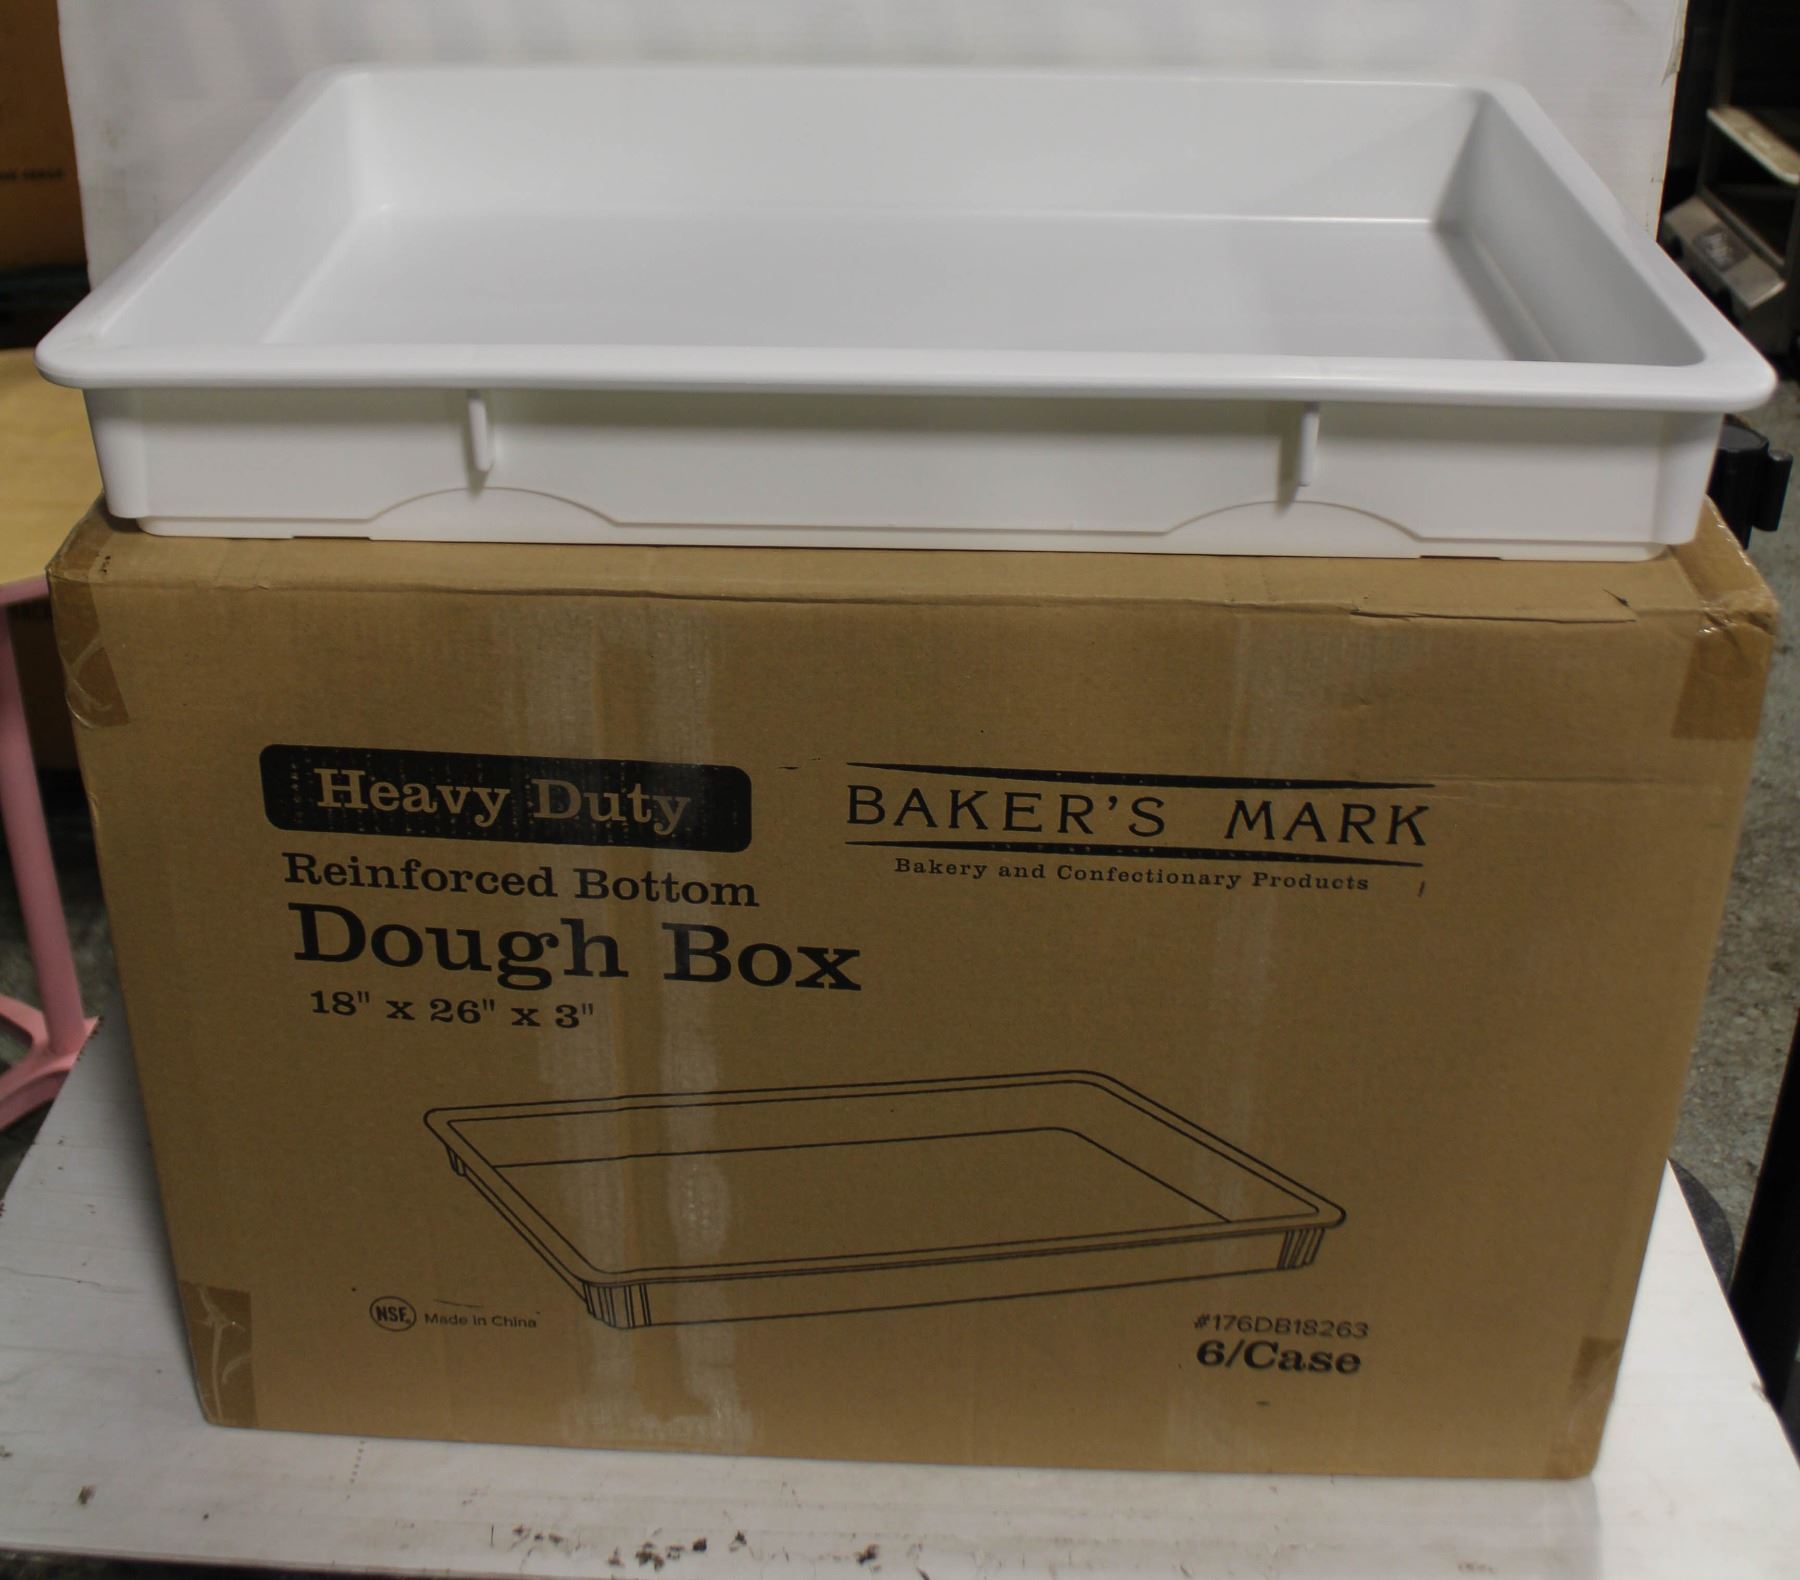 Heavy Duty
Reinforced Bottom
Dough Box
18" x 26" x 3"
BAKER'S MARK
Bakery and Confectionary Products
NSF® Made in China
#176DB18263
6/Case